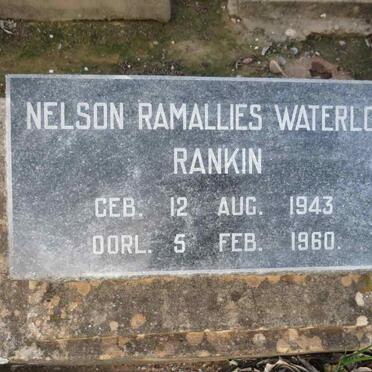 NELSON RAMALLIES WATERLO
RANKIN
GEB. 12 AUG. 1943
OORL. 5 FEB. 1960.